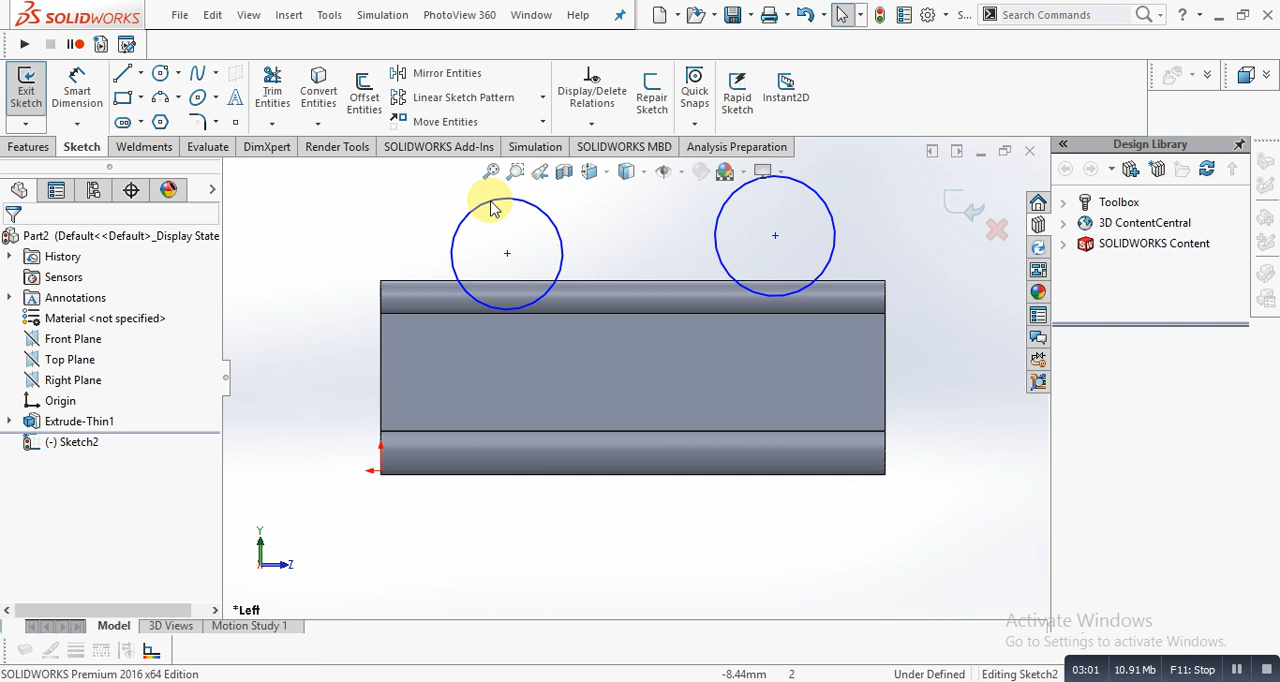 SOLIDWORKS File Edit View Insert Tools Simulation PhotoView 360 Window Help S... Search Commands ?
Exit Sketch Smart Dimension Trim Entities Convert Entities Offset Entities Mirror Entities Linear Sketch Pattern Move Entities Display/Delete Relations Repair Sketch Quick Snaps Rapid Sketch Instant2D
Features Sketch Weldments Evaluate DimXpert Render Tools SOLIDWORKS Add-Ins Simulation SOLIDWORKS MBD Analysis Preparation
Design Library
Part2 (Default<<Default>_Display State
History
Sensors
Annotations
Material <not specified>
Front Plane
Top Plane
Right Plane
Origin
Extrude-Thin1
(-) Sketch2
Toolbox
3D ContentCentral
SOLIDWORKS Content
Y
Z
*Left
Model 3D Views Motion Study 1
Activate Windows
Go to Settings to activate Windows.
SOLIDWORKS Premium 2016 x64 Edition -8.44mm 2 Under Defined Editing Sketch2
03:01 10.91 Mb F11: Stop